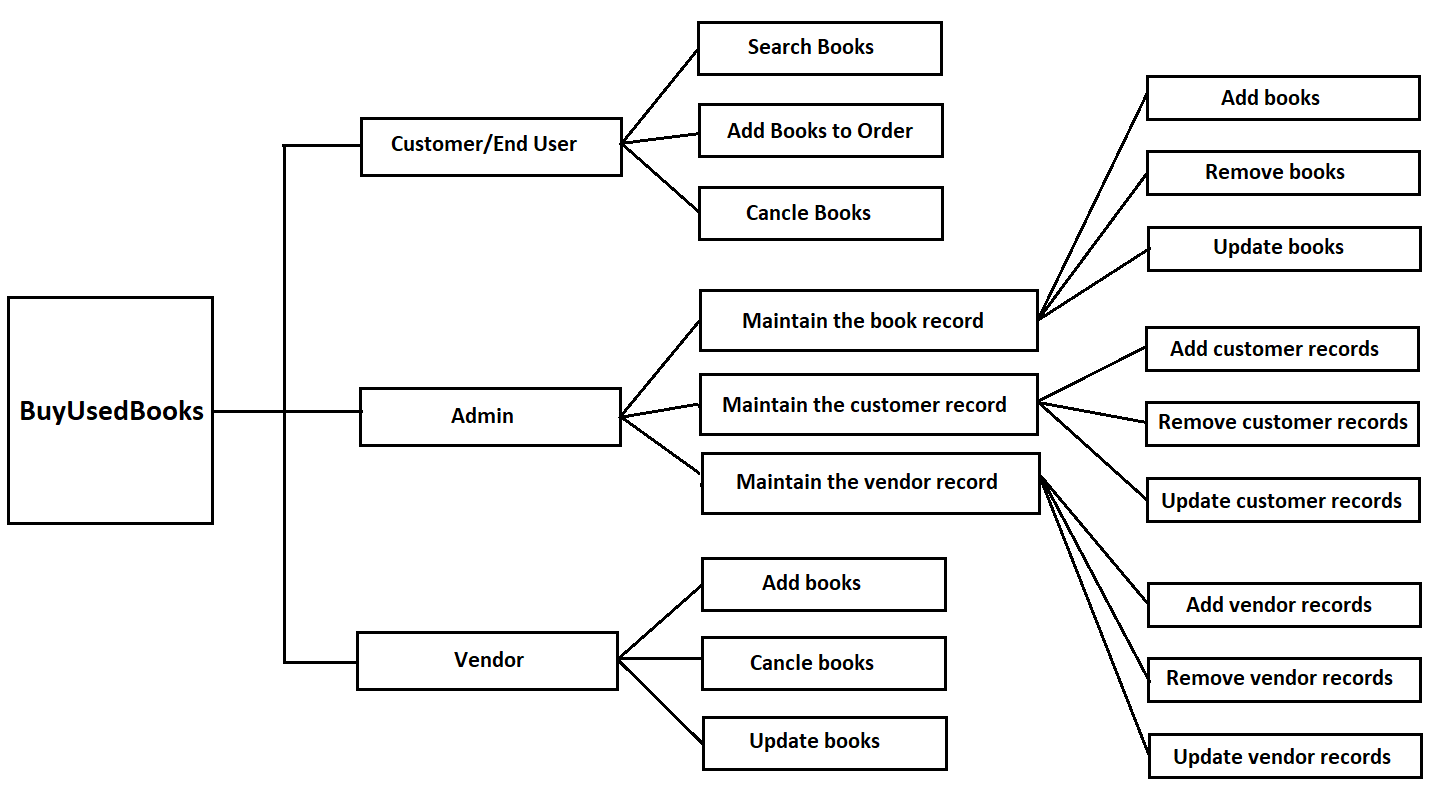 BuyUsedBooks
Customer/End User
Search Books
Add Books to Order
Cancle Books
Admin
Maintain the book record
Add books
Remove books
Update books
Maintain the customer record
Add customer records
Remove customer records
Update customer records
Maintain the vendor record
Add vendor records
Remove vendor records
Update vendor records
Vendor
Add books
Cancle books
Update books